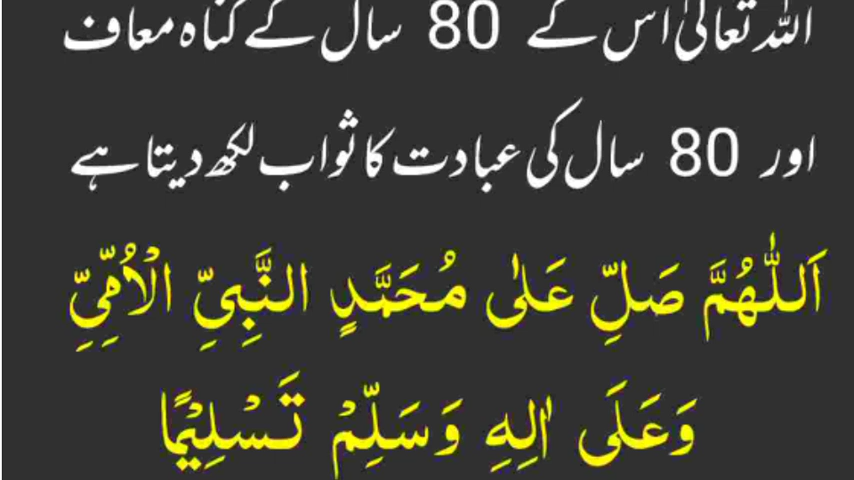 اللہ تعالیٰ اس کے 80 سال کے گناہ معاف
اور 80 سال کی عبادت کا ثواب لکھ دیتا ہے
اَللّٰهُمَّ صَلِّ عَلٰی مُحَمَّدٍ النَّبِیِّ الْاُمِّیِّ
وَعَلَی اٰلِهٖ وَسَلِّمْ تَسْلِیْمًا